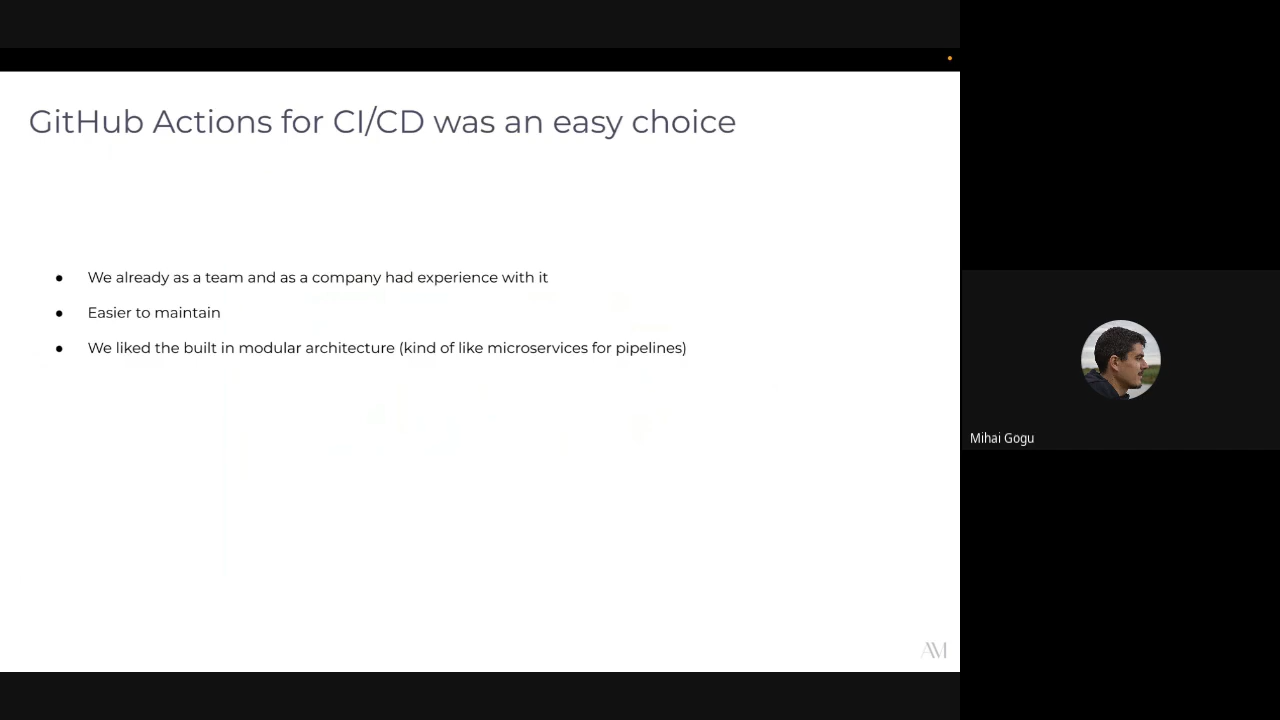 GitHub Actions for CI/CD was an easy choice
● We already as a team and as a company had experience with it
● Easier to maintain
● We liked the built in modular architecture (kind of like microservices for pipelines)
Mihai Gogu
AM